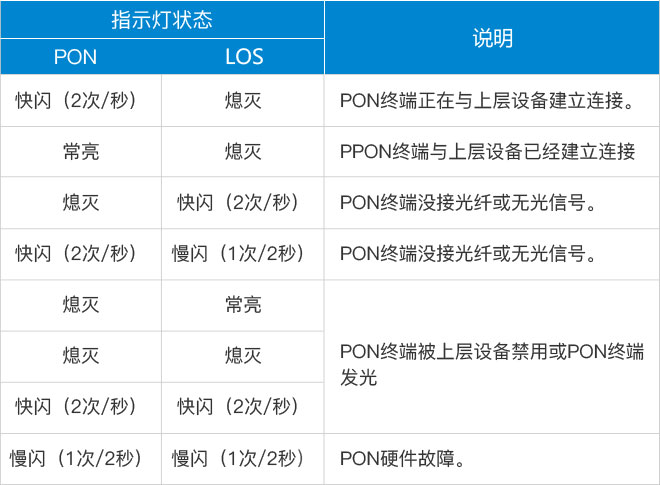 指示灯状态
说明
PON
LOS
快闪（2次/秒）
熄灭
PON终端正在与上层设备建立连接。
常亮
熄灭
PPON终端与上层设备已经建立连接
熄灭
快闪（2次/秒）
PON终端没接光纤或无光信号。
快闪（2次/秒）
慢闪（1次/2秒）
PON终端没接光纤或无光信号。
熄灭
常亮
熄灭
熄灭
PON终端被上层设备禁用或PON终端
发光
快闪（2次/秒）
快闪（2次/秒）
慢闪（1次/2秒）
慢闪（1次/2秒）
PON硬件故障。